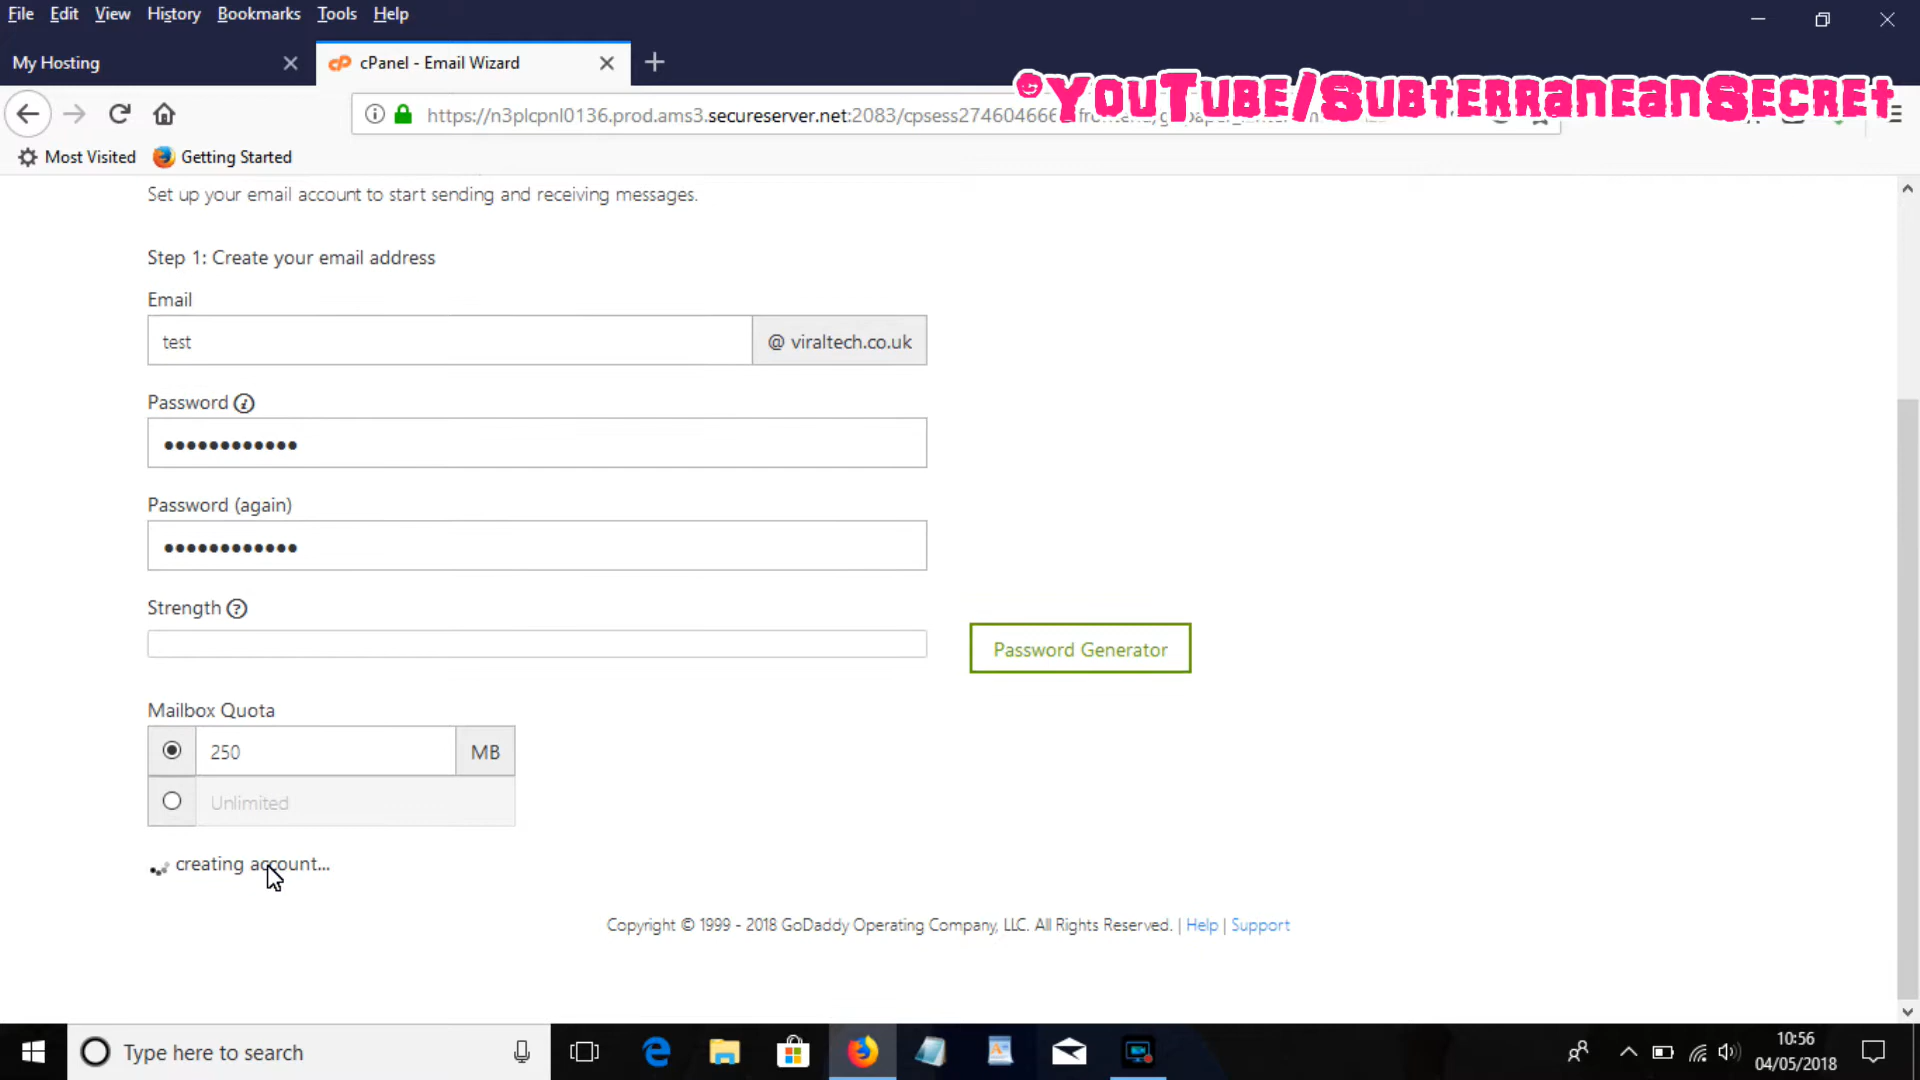 File Edit View History Bookmarks Tools Help
My Hosting
cPanel - Email Wizard
©YouTube/SubterraneanSecret
https://n3plcpnl0136.prod.ams3.secureserver.net:2083/cpsess274604666
Most Visited Getting Started
Set up your email account to start sending and receiving messages.
Step 1: Create your email address
Email
test @ viraltech.co.uk
Password
Password (again)
Strength
Password Generator
Mailbox Quota
250 MB
Unlimited
creating account...
Copyright © 1999 - 2018 GoDaddy Operating Company, LLC. All Rights Reserved. | Help | Support
Type here to search
10:56
04/05/2018